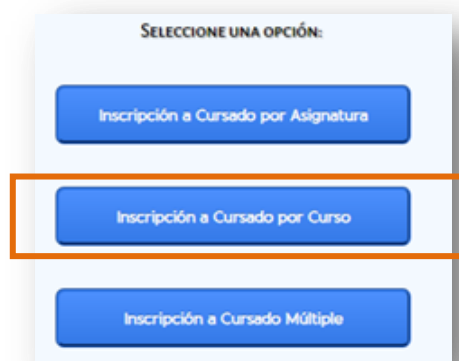 SELECCIONE UNA OPCIÓN:
Inscripción a Cursado por Asignatura
Inscripción a Cursado por Curso
Inscripción a Cursado Múltiple